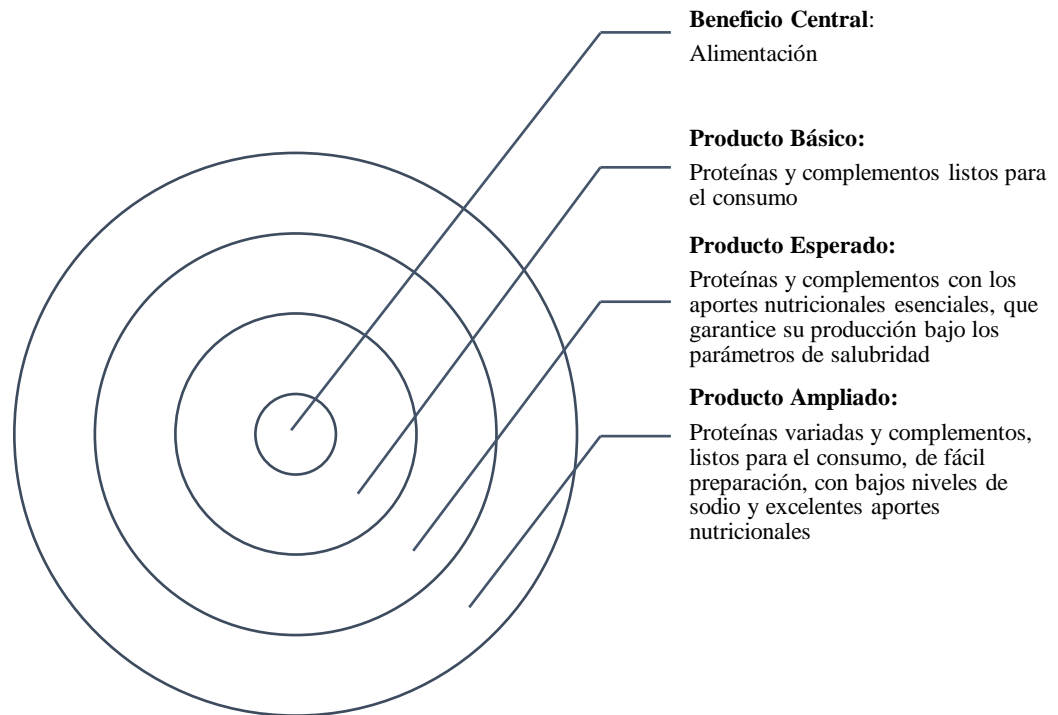 Beneficio Central:
Alimentación
Producto Básico:
Proteínas y complementos listos para
el consumo
Producto Esperado:
Proteínas y complementos con los
aportes nutricionales esenciales, que
garantice su producción bajo los
parámetros de salubridad
Producto Ampliado:
Proteínas variadas y complementos,
listos para el consumo, de fácil
preparación, con bajos niveles de
sodio y excelentes aportes
nutricionales